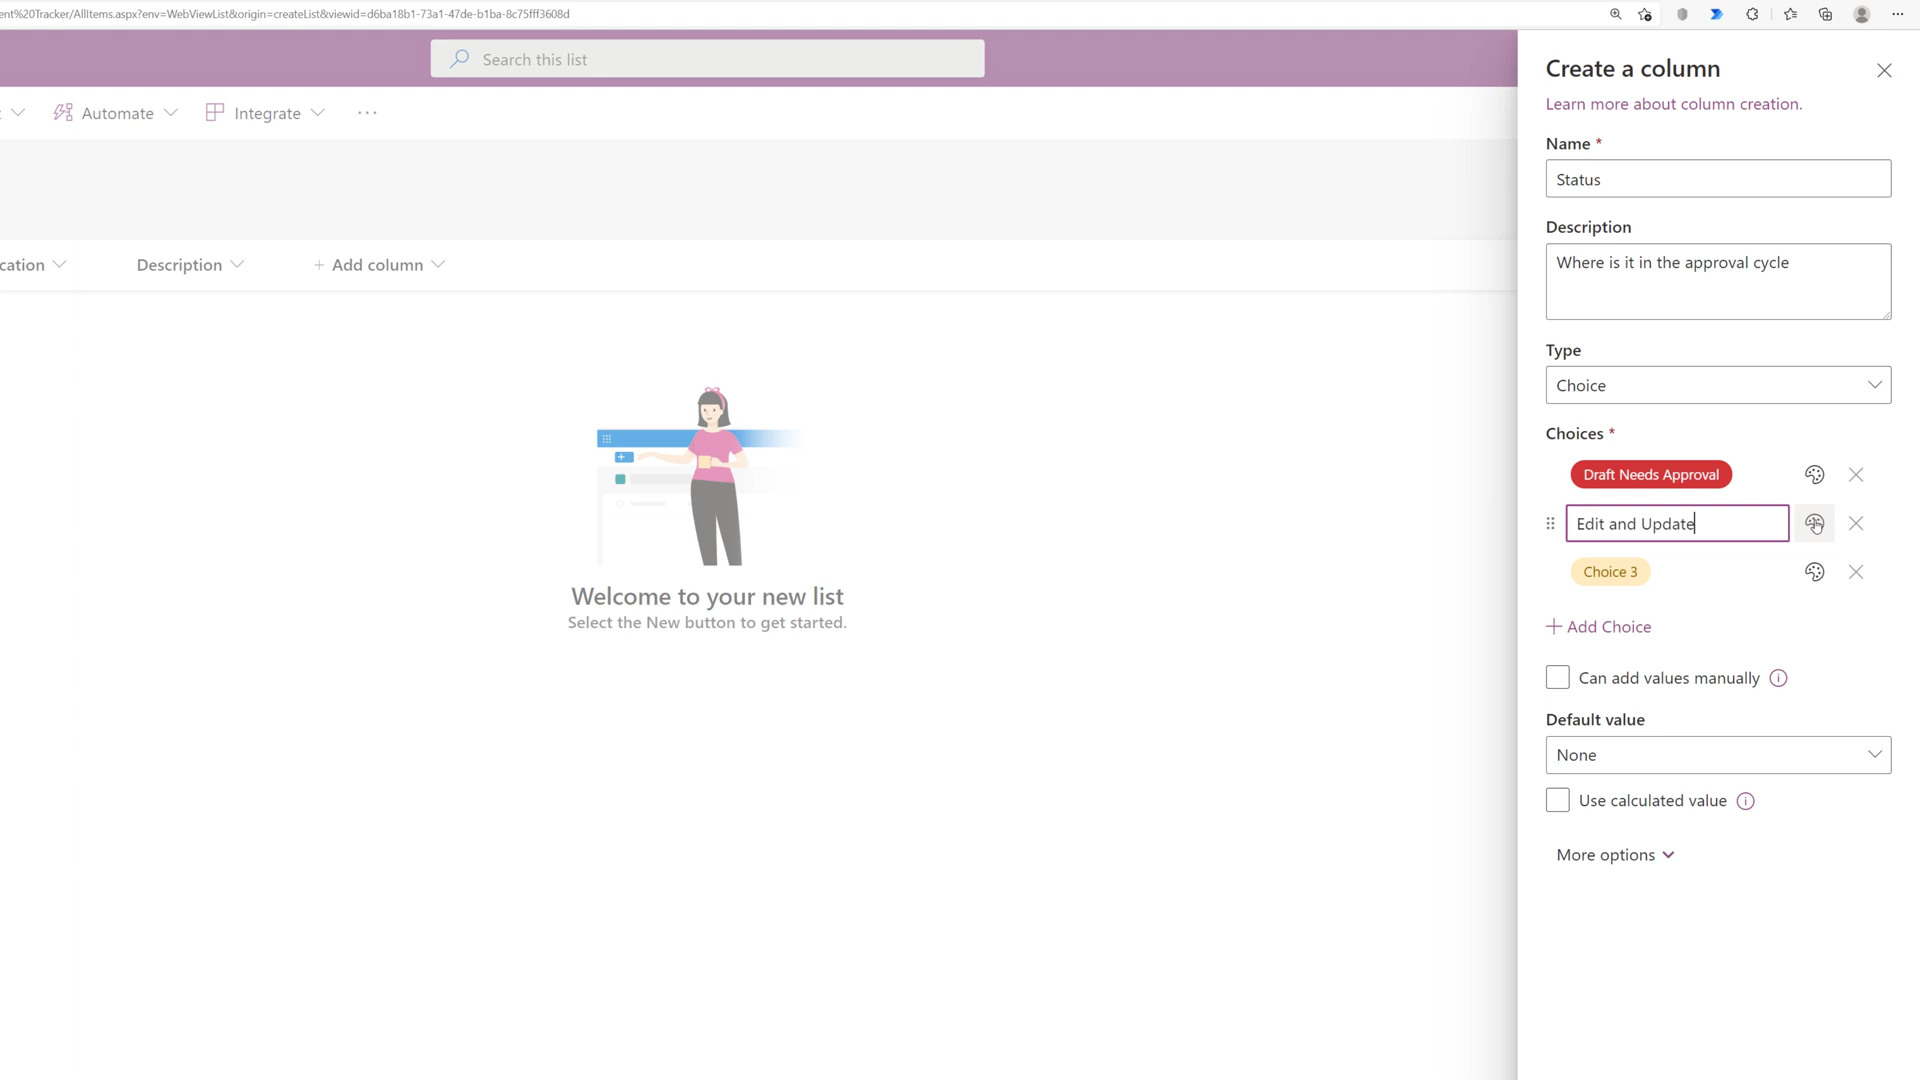 ent%20Tracker/AllItems.aspx?env=WebViewList&origin=createList&viewid=d6ba18b1-73a1-47de-b1ba-8c75fff3608d
Search this list
Automate
Integrate
cation
Description
+ Add column
Welcome to your new list
Select the New button to get started.
Create a column
Learn more about column creation.
Name *
Status
Description
Where is it in the approval cycle
Type
Choice
Choices *
Draft Needs Approval
Edit and Update
Choice 3
+ Add Choice
Can add values manually
Default value
None
Use calculated value
More options